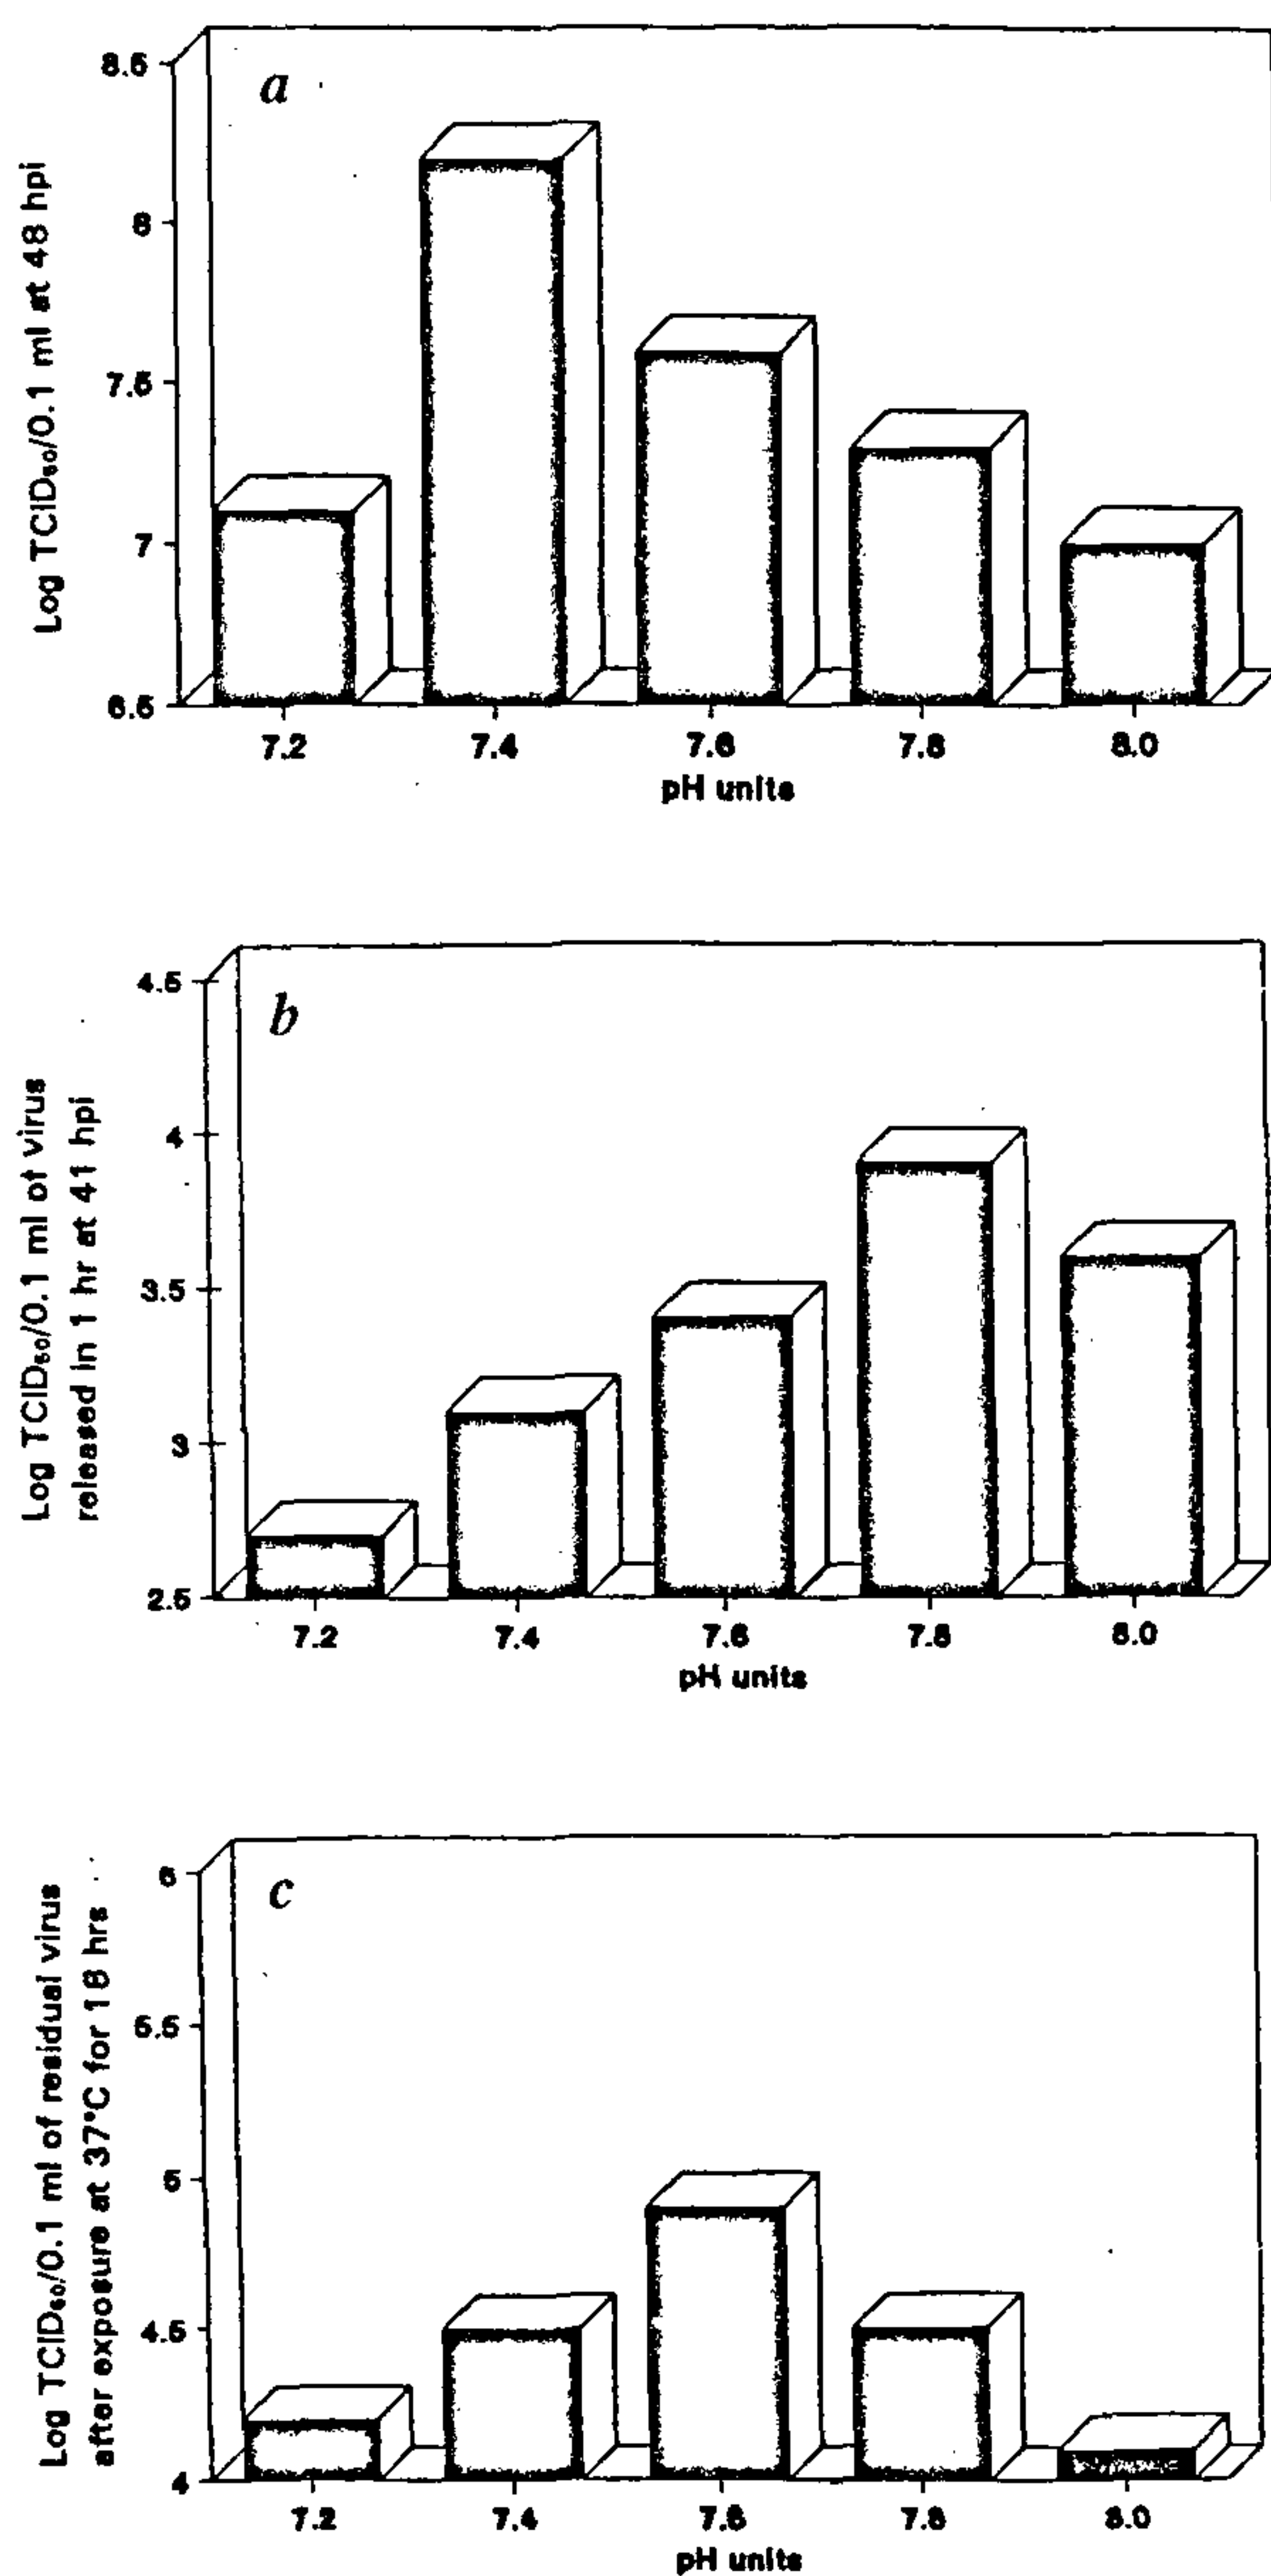 a
8.5
8
7.5
7
6.5
Log TCID₅₀/0.1 ml at 48 hpi
7.2 7.4 7.6 7.8 8.0
pH units
b
4.5
4
3.5
3
2.5
Log TCID₅₀/0.1 ml of virus
released in 1 hr at 41 hpi
7.2 7.4 7.6 7.8 8.0
pH units
c
6
5.5
5
4.5
4
Log TCID₅₀/0.1 ml of residual virus
after exposure at 37°C for 18 hrs
7.2 7.4 7.6 7.8 8.0
pH units